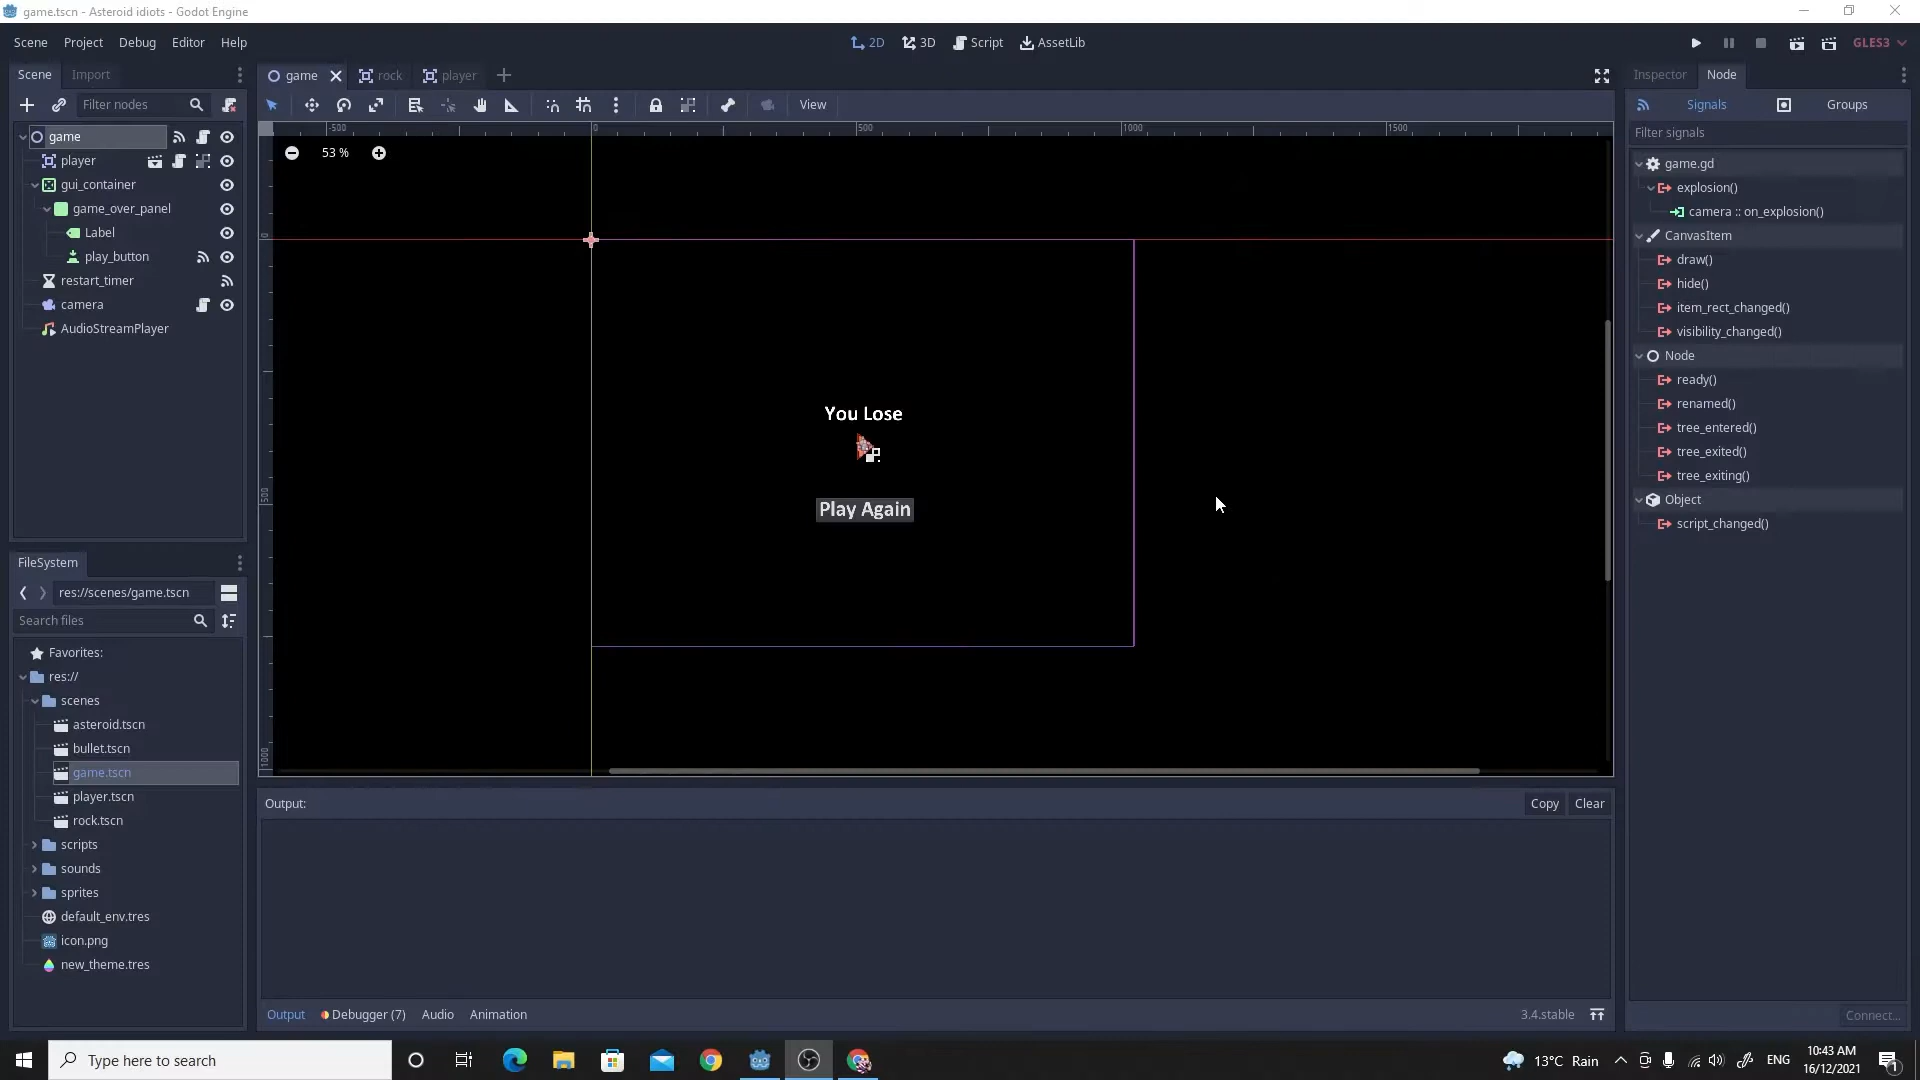 game.tscn - Asteroid idiots - Godot Engine
Scene Project Debug Editor Help
2D 3D Script AssetLib
GLES3
Scene Import
game rock player
Inspector Node
Filter nodes
View
Signals Groups
Filter signals
game
player
gui_container
game_over_panel
Label
play_button
restart_timer
camera
AudioStreamPlayer
-500 0 500 1000 1500
53 %
0
500
1000
You Lose
Play Again
game.gd
explosion()
camera :: on_explosion()
CanvasItem
draw()
hide()
item_rect_changed()
visibility_changed()
Node
ready()
renamed()
tree_entered()
tree_exited()
tree_exiting()
Object
script_changed()
FileSystem
res://scenes/game.tscn
Search files
Favorites:
res://
scenes
asteroid.tscn
bullet.tscn
game.tscn
player.tscn
rock.tscn
scripts
sounds
sprites
default_env.tres
icon.png
new_theme.tres
Output:
Copy Clear
Output Debugger (7) Audio Animation
3.4.stable
Connect...
Type here to search
13°C Rain
ENG
10:43 AM
16/12/2021
1